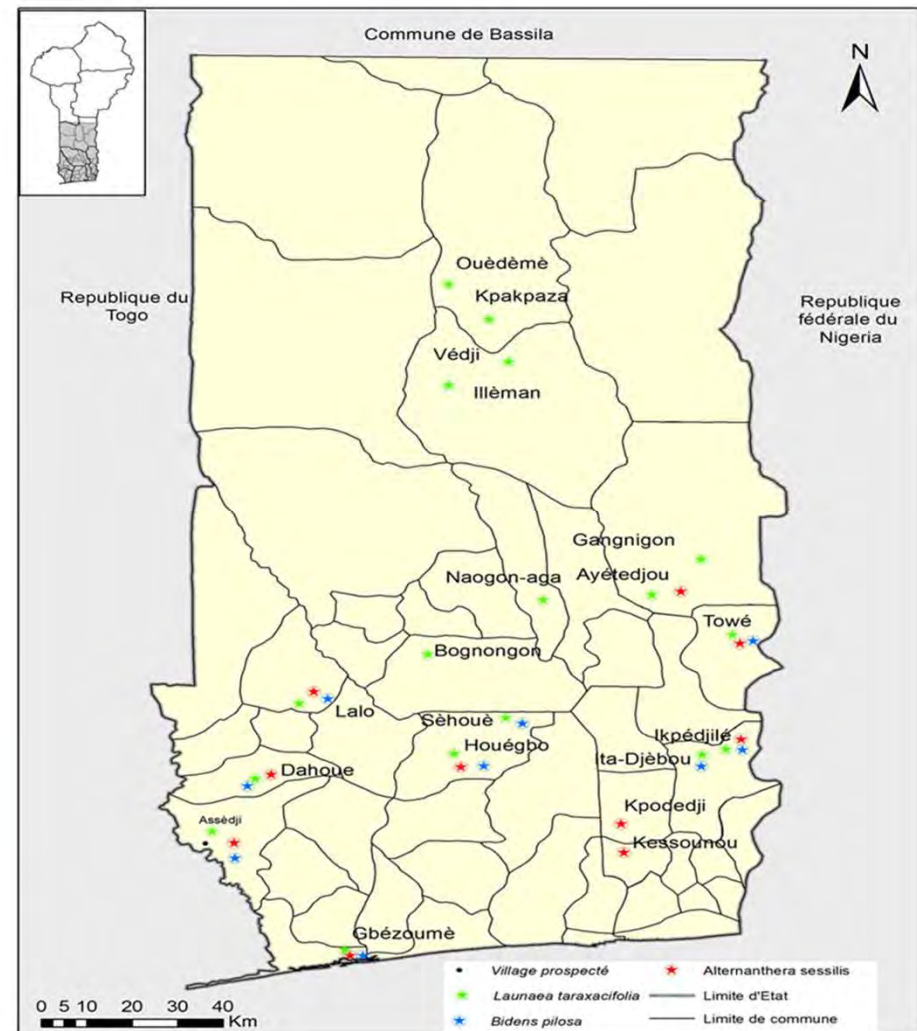 Commune de Bassila
N
Ouèdèmè
Kpakpaza
Republique du
Togo
Republique
fédérale du
Nigeria
Védji
Illèman
Gangnigon
Naogon-aga
Ayétedjou
Towé
Bognongon
Lalo
Sèhouè
Ikpédjilé
Houégbo
Ita-Djèbou
Dahoue
Kpodedji
Assèdji
Kessounou
Gbézoumè
Village prospecté
Alternanthera sessilis
Launaea taraxacifolia
Limite d'Etat
Bidens pilosa
Limite de commune
0 5 10 20 30 40
Km